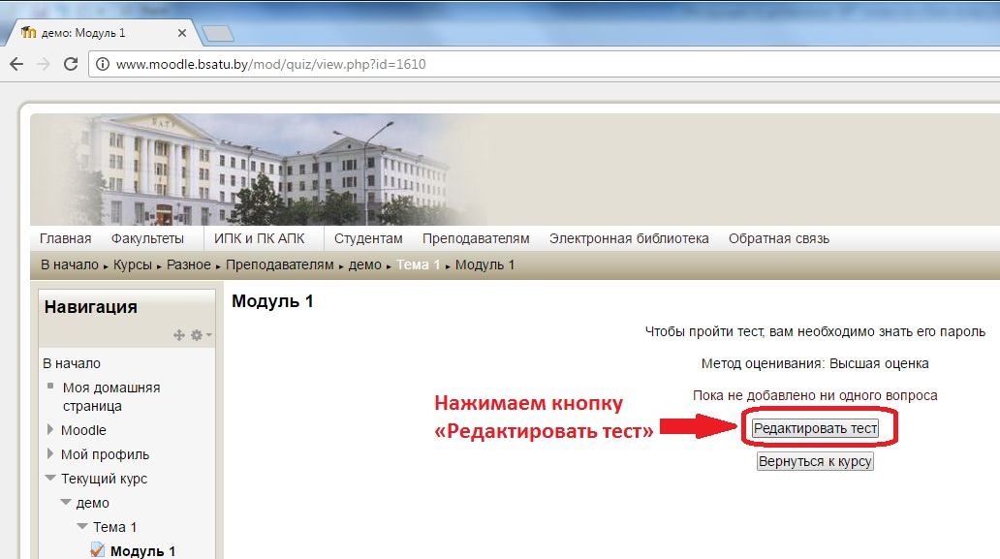 демо: Модуль 1
www.moodle.bsatu.by/mod/quiz/view.php?id=1610
Главная Факультеты ИПК и ПК АПК Студентам Преподавателям Электронная библиотека Обратная связь
В начало ▸ Курсы ▸ Разное ▸ Преподавателям ▸ демо ▸ Тема 1 ▸ Модуль 1
Навигация
В начало
Моя домашняя
страница
Moodle
Мой профиль
Текущий курс
демо
Тема 1
Модуль 1
Модуль 1
Чтобы пройти тест, вам необходимо знать его пароль
Метод оценивания: Высшая оценка
Пока не добавлено ни одного вопроса
Нажимаем кнопку
«Редактировать тест»
Редактировать тест
Вернуться к курсу